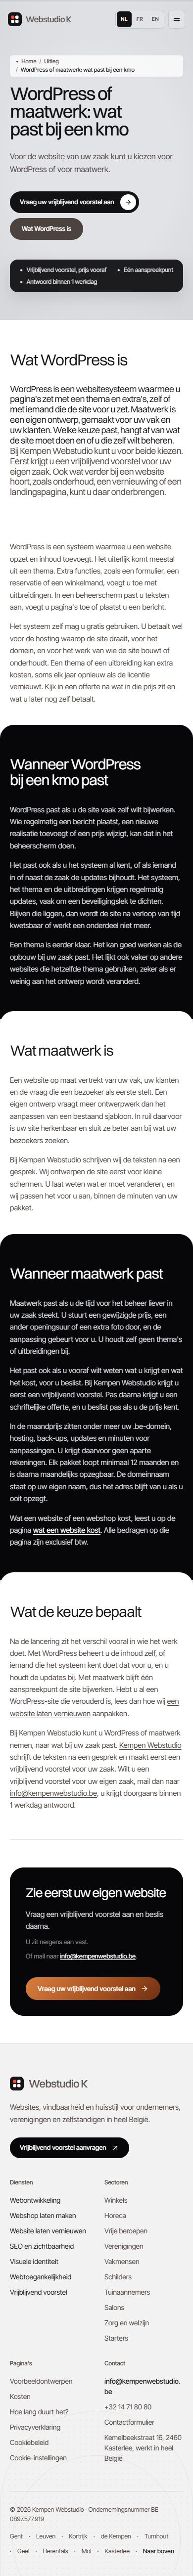 Webstudio K
NL FR EN
Home / Uitleg
/ WordPress of maatwerk: wat past bij een kmo
WordPress of
maatwerk: wat
past bij een kmo
Voor de website van uw zaak kunt u kiezen voor
WordPress of voor maatwerk.
Vraag uw vrijblijvend voorstel aan
Wat WordPress is
Vrijblijvend voorstel, prijs vooraf
Eén aanspreekpunt
Antwoord binnen 1 werkdag
Wat WordPress is
WordPress is een websitesysteem waarmee u
pagina's zet met een thema en extra's, zelf of
met iemand die de site voor u zet. Maatwerk is
een eigen ontwerp, gemaakt voor uw vak en
uw klanten. Welke keuze past, hangt af van wat
de site moet doen en of u zelf wilt beheren.
Bij Kempen Webstudio kunt u voor beide kiezen.
Eerst krijgt u een vrijblijvend voorstel voor uw
eigen zaak. Ook wat verder bij een website
hoort, zoals onderhoud, een vernieuwing of een
landingspagina, kunt u daar onderbrengen.
WordPress is een systeem waarmee u een website
opzet en inhoud toevoegt. Het uiterlijk komt meestal
uit een thema. Extra functies, zoals een formulier, een
reservatie of een winkelmand, voegt u toe met
uitbreidingen. In een beheerscherm past u teksten
aan, voegt u pagina's toe of plaatst u een bericht.
Het systeem zelf mag u gratis gebruiken. U betaalt wel
voor de hosting waarop de site draait, voor het
domein, en voor het werk van wie de site bouwt of
onderhoudt. Een thema of een uitbreiding kan extra
kosten, soms elk jaar opnieuw als de licentie
vernieuwt. Kijk in een offerte na wat in die prijs zit en
wat u later nog zelf betaalt.
Wanneer WordPress
bij een kmo past
WordPress past als u de site vaak zelf wilt bijwerken.
Wie regelmatig een bericht plaatst, een nieuwe
realisatie toevoegt of een prijs wijzigt, kan dat in het
beheerscherm doen.
Het past ook als u het systeem al kent, of als iemand
in of naast de zaak de updates bijhoudt. Het systeem,
het thema en de uitbreidingen krijgen regelmatig
updates, vaak om een beveiligingslek te dichten.
Blijven die liggen, dan wordt de site na verloop van tijd
kwetsbaar of werkt een onderdeel niet meer.
Een thema is eerder klaar. Het kan goed werken als de
opbouw bij uw zaak past. Het lijkt ook vaker op andere
websites die hetzelfde thema gebruiken, zeker als er
weinig aan het ontwerp wordt veranderd.
Wat maatwerk is
Een website op maat vertrekt van uw vak, uw klanten
en de vraag die een bezoeker als eerste stelt. Een
eigen ontwerp vraagt meer ontwerkwerk dan het
aanpassen van een bestaand sjabloon. In ruil daarvoor
is uw site herkenbaar en sluit ze beter aan bij wat uw
bezoekers zoeken.
Bij Kempen Webstudio schrijven wij de teksten na een
gesprek. Wij ontwerpen de site eerst voor kleine
schermen. U laat weten wat er moet veranderen, en
wij passen het voor u aan, binnen de minuten van uw
pakket.
Wanneer maatwerk past
Maatwerk past als u de tijd voor het beheer liever in
uw zaak steekt. U stuurt een gewijzigde prijs, een
ander openingsuur of een nieuwe foto door, en de
aanpassing gebeurt voor u. U houdt zelf geen thema's
of uitbreidingen bij.
Het past ook als u vooraf wilt weten wat u krijgt en wat
het kost, voor u beslist. Bij Kempen Webstudio krijgt u
eerst een vrijblijvend voorstel. Pas daarna krijgt u een
schriftelijke offerte, en u beslist pas als u de prijs kent.
In de maandprijs zitten onder meer uw .be-domein,
hosting, back-ups, updates en minuten voor
aanpassingen. U krijgt daarvoor geen aparte
rekeningen. Elk pakket loopt minimaal 12 maanden en
is daarna maandelijks opzegbaar. De domeinnaam
staat op uw eigen naam, dus het adres blijft van u als u
ooit opzegt.
Wat een website of een webshop kost, leest u op de
pagina wat een website kost. Alle bedragen op die
pagina zijn exclusief btw.
Wat de keuze bepaalt
Na de lancering zit het verschil vooral in wie het werk
doet. Met WordPress beheert u de inhoud zelf, of
iemand die het systeem kent doet dat voor u, en u
houdt de updates bij. Met maatwerk blijft één
aanspreekpunt de site bijwerken. Hebt u al een
WordPress-site die verouderd is, lees dan hoe wij een
website laten vernieuwen aanpakken.
Bij Kempen Webstudio kunt u WordPress of maatwerk
nemen, naar wat bij uw zaak past. Kempen Webstudio
schrijft de teksten na een gesprek en maakt eerst een
vrijblijvend voorstel voor uw zaak. Wilt u een
vrijblijvend voorstel voor uw eigen zaak, mail dan naar
info@kempenwebstudio.be, u krijgt doorgaans binnen
1 werkdag antwoord.
Zie eerst uw eigen website
Vraag een vrijblijvend voorstel aan en beslis
daarna.
U zit nergens aan vast.
Of mail naar info@kempenwebstudio.be.
Vraag uw vrijblijvend voorstel aan
Webstudio K
Websites, vindbaarheid en huisstijl voor ondernemers,
verenigingen en zelfstandigen in heel België.
Vrijblijvend voorstel aanvragen
Diensten
Webontwikkeling
Webshop laten maken
Website laten vernieuwen
SEO en zichtbaarheid
Visuele identiteit
Webtoegankelijkheid
Vrijblijvend voorstel
Sectoren
Winkels
Horeca
Vrije beroepen
Verenigingen
Vakmensen
Schilders
Tuinaannemers
Salons
Zorg en welzijn
Starters
Pagina's
Voorbeeldontwerpen
Kosten
Hoe lang duurt het?
Privacyverklaring
Cookiebeleid
Cookie-instellingen
Contact
info@kempenwebstudio.
be
+32 14 71 80 80
Contactformulier
Kemelbeekstraat 16, 2460
Kasterlee, werkt in heel
België
© 2026 Kempen Webstudio · Ondernemingsnummer BE
0897.577.919
Gent · Leuven · Kortrijk · de Kempen · Turnhout
· Geel · Herentals · Mol · Kasterlee · Naar boven